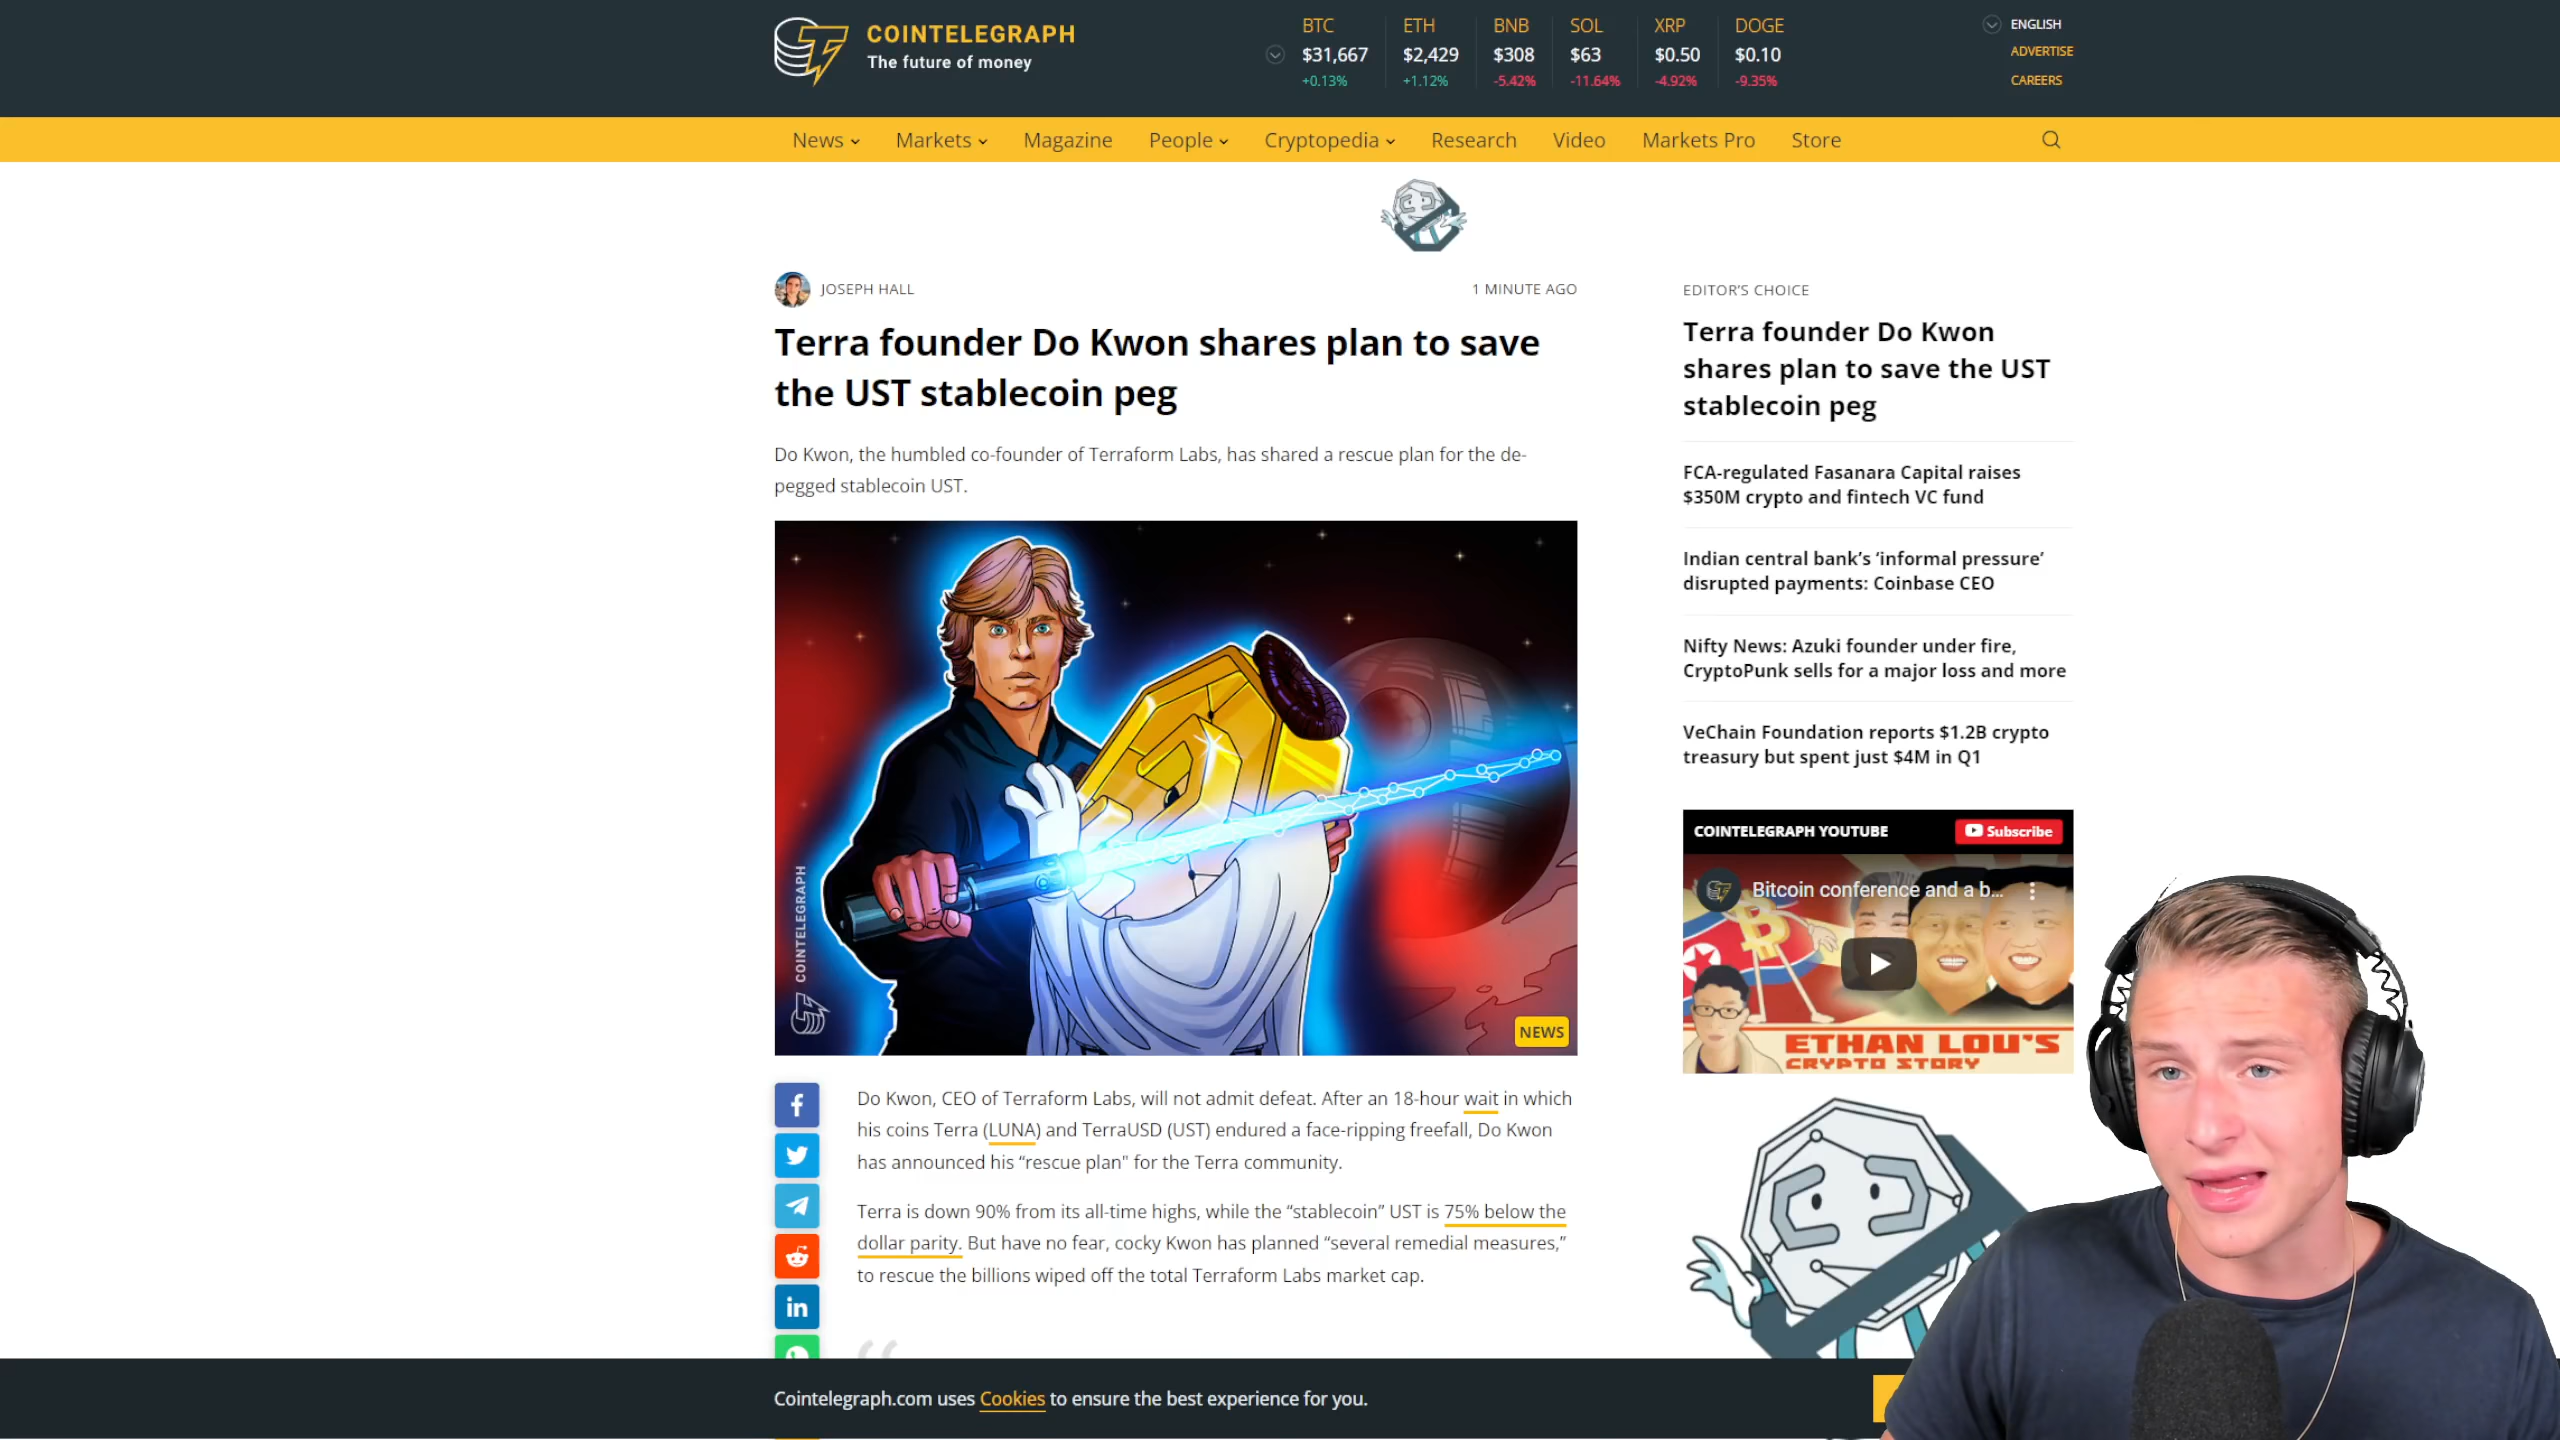 COINTELEGRAPH
The future of money
BTC
$31,667
+0.13%
ETH
$2,429
+1.12%
BNB
$308
-5.42%
SOL
$63
-11.64%
XRP
$0.50
-4.92%
DOGE
$0.10
-9.35%
ENGLISH
ADVERTISE
CAREERS
News Markets Magazine People Cryptopedia Research Video Markets Pro Store
JOSEPH HALL
1 MINUTE AGO
Terra founder Do Kwon shares plan to save
the UST stablecoin peg
Do Kwon, the humbled co-founder of Terraform Labs, has shared a rescue plan for the de-
pegged stablecoin UST.
COINTELEGRAPH
NEWS
Do Kwon, CEO of Terraform Labs, will not admit defeat. After an 18-hour wait in which
his coins Terra (LUNA) and TerraUSD (UST) endured a face-ripping freefall, Do Kwon
has announced his “rescue plan" for the Terra community.
Terra is down 90% from its all-time highs, while the “stablecoin” UST is 75% below the
dollar parity. But have no fear, cocky Kwon has planned “several remedial measures,”
to rescue the billions wiped off the total Terraform Labs market cap.
“
EDITOR’S CHOICE
Terra founder Do Kwon
shares plan to save the UST
stablecoin peg
FCA-regulated Fasanara Capital raises
$350M crypto and fintech VC fund
Indian central bank’s ‘informal pressure’
disrupted payments: Coinbase CEO
Nifty News: Azuki founder under fire,
CryptoPunk sells for a major loss and more
VeChain Foundation reports $1.2B crypto
treasury but spent just $4M in Q1
COINTELEGRAPH YOUTUBE
Subscribe
Bitcoin conference and a b...
ETHAN LOU'S
CRYPTO STORY
Cointelegraph.com uses Cookies to ensure the best experience for you.